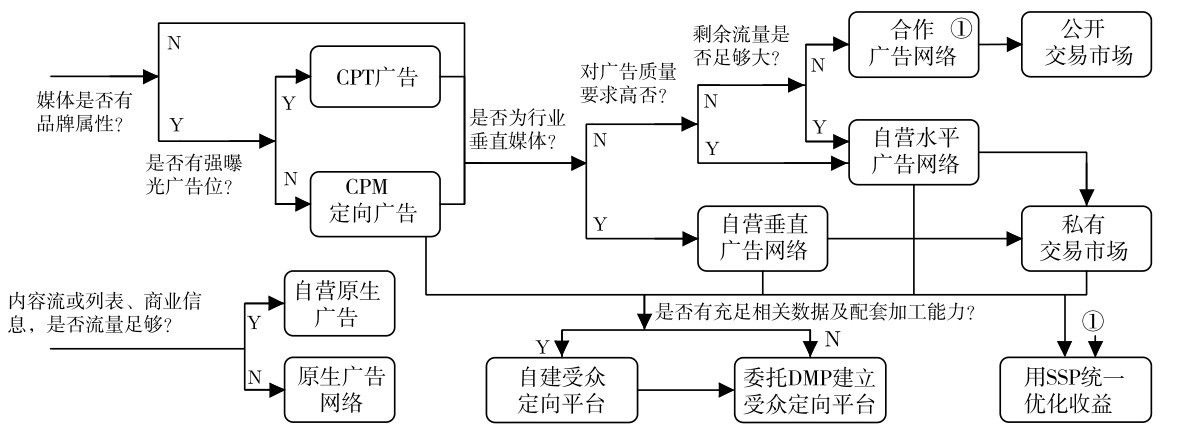 媒体是否有
品牌属性？
N
Y
是否有强曝
光广告位？
Y
N
CPT广告
CPM
定向广告
是否为行业
垂直媒体？
N
Y
对广告质量
要求高否？
N
Y
剩余流量是
否足够大？
N
Y
合作 ①
广告网络
公开
交易市场
自营水平
广告网络
自营垂直
广告网络
私有
交易市场
内容流或列表、商业信
息，是否流量足够？
Y
N
自营原生
广告
原生广告
网络
是否有充足相关数据及配套加工能力？
Y
N
自建受众
定向平台
委托DMP建立
受众定向平台
①
用SSP统一
优化收益